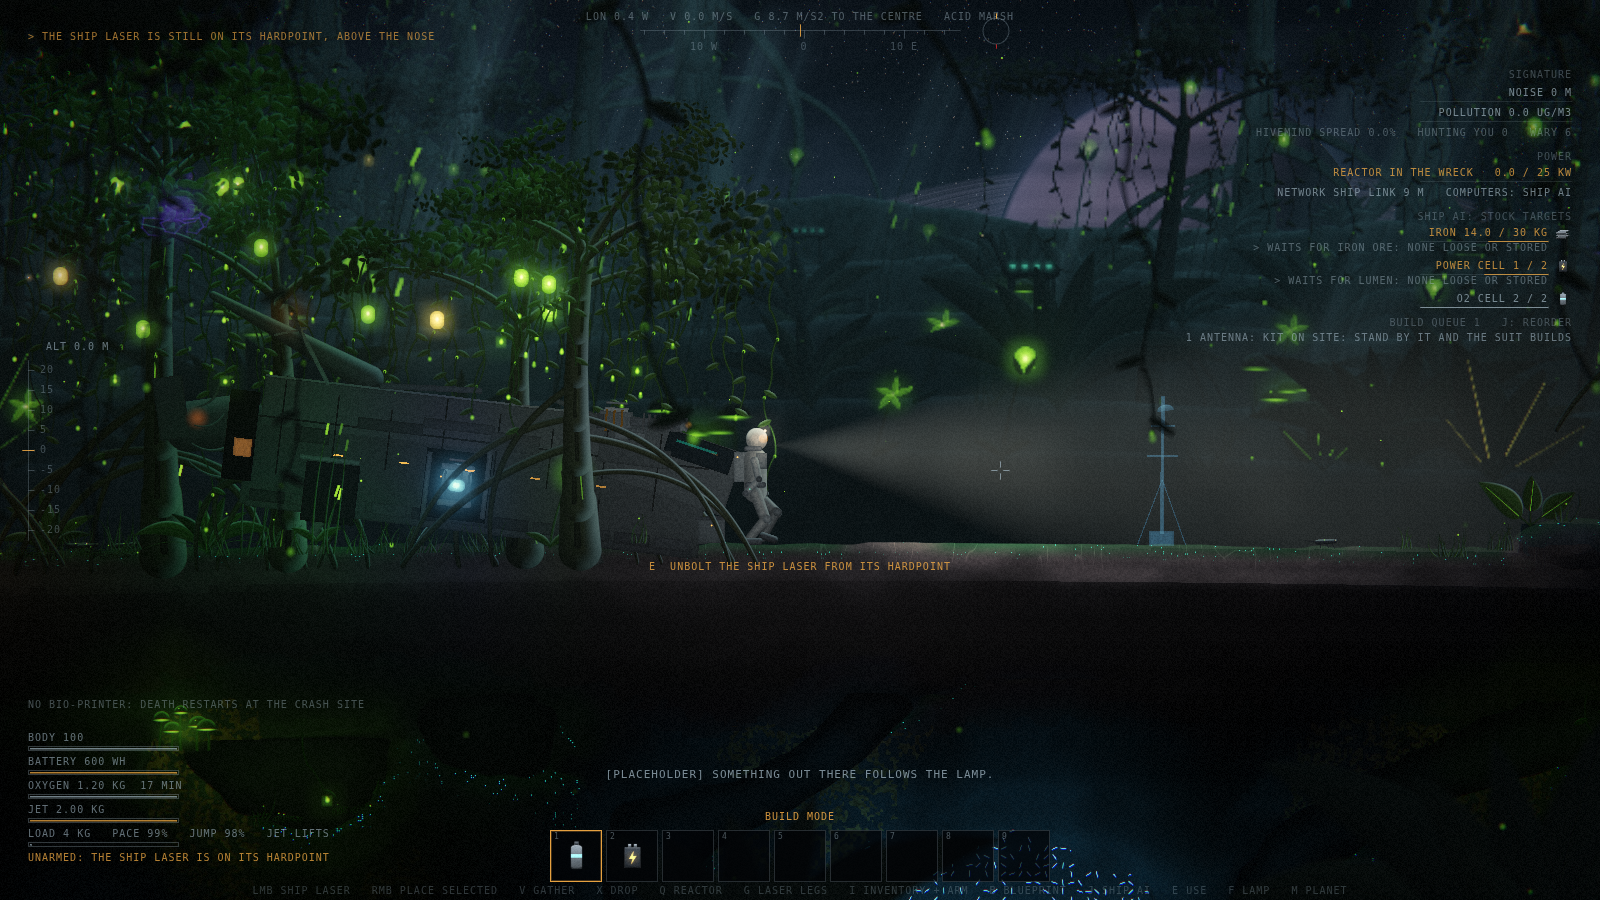 LON 0.4 W V 0.0 M/S G 8.7 M/S2 TO THE CENTRE ACID MARSH
10 W 0 10 E
> THE SHIP LASER IS STILL ON ITS HARDPOINT, ABOVE THE NOSE
SIGNATURE
NOISE 0 M
POLLUTION 0.0 UG/M3
HIVEMIND SPREAD 0.0% HUNTING YOU 0 WARY 6
POWER
REACTOR IN THE WRECK 0.0 / 25 KW
NETWORK SHIP LINK 9 M COMPUTERS: SHIP AI
SHIP AI: STOCK TARGETS
IRON 14.0 / 30 KG
> WAITS FOR IRON ORE: NONE LOOSE OR STORED
POWER CELL 1 / 2
> WAITS FOR LUMEN: NONE LOOSE OR STORED
O2 CELL 2 / 2
BUILD QUEUE 1 J: REORDER
1 ANTENNA: KIT ON SITE: STAND BY IT AND THE SUIT BUILDS
ALT 0.0 M
20
15
10
5
0
-5
-10
-15
-20
E UNBOLT THE SHIP LASER FROM ITS HARDPOINT
NO BIO-PRINTER: DEATH RESTARTS AT THE CRASH SITE
BODY 100
BATTERY 600 WH
OXYGEN 1.20 KG 17 MIN
JET 2.00 KG
LOAD 4 KG PACE 99% JUMP 98% JET LIFTS
UNARMED: THE SHIP LASER IS ON ITS HARDPOINT
[PLACEHOLDER] SOMETHING OUT THERE FOLLOWS THE LAMP.
BUILD MODE
1 2 3 4 5 6 7 8 9
LMB SHIP LASER RMB PLACE SELECTED V GATHER X DROP Q REACTOR G LASER LEGS I INVENTORY BLUEPRINT SHIP AI E USE F LAMP M PLANET